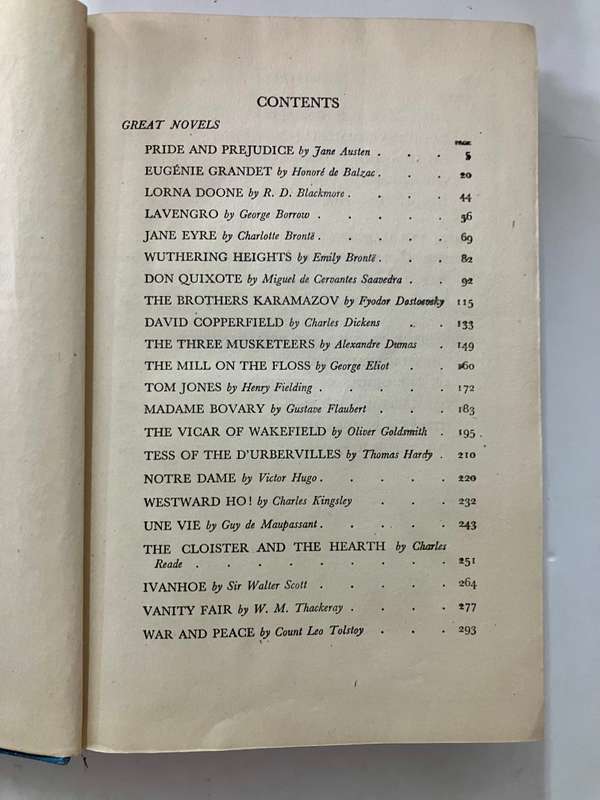 CONTENTS
GREAT NOVELS
PAGE
PRIDE AND PREJUDICE by Jane Austen . . . 5
EUGÉNIE GRANDET by Honoré de Balzac . . . 20
LORNA DOONE by R. D. Blackmore . . . . 44
LAVENGRO by George Borrow . . . . . 56
JANE EYRE by Charlotte Brontë . . . . . 69
WUTHERING HEIGHTS by Emily Brontë . . . 82
DON QUIXOTE by Miguel de Cervantes Saavedra . . 92
THE BROTHERS KARAMAZOV by Fyodor Dostoevsky 115
DAVID COPPERFIELD by Charles Dickens . . 133
THE THREE MUSKETEERS by Alexandre Dumas . 149
THE MILL ON THE FLOSS by George Eliot . . 160
TOM JONES by Henry Fielding . . . . . 172
MADAME BOVARY by Gustave Flaubert . . . 183
THE VICAR OF WAKEFIELD by Oliver Goldsmith . 195
TESS OF THE D'URBERVILLES by Thomas Hardy . 210
NOTRE DAME by Victor Hugo . . . . . 220
WESTWARD HO! by Charles Kingsley . . . 232
UNE VIE by Guy de Maupassant . . . . . 243
THE CLOISTER AND THE HEARTH by Charles
Reade . . . . . . . . . 251
IVANHOE by Sir Walter Scott . . . . . 264
VANITY FAIR by W. M. Thackeray . . . . 277
WAR AND PEACE by Count Leo Tolstoy . . . 293